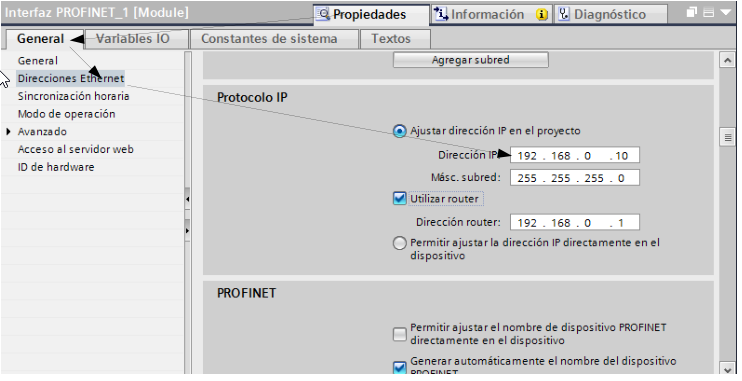 Interfaz PROFINET_1 [Module]
Propiedades
Información
Diagnóstico
General
Variables IO
Constantes de sistema
Textos
General
Direcciones Ethernet
Sincronización horaria
Modo de operación
Avanzado
Acceso al servidor web
ID de hardware
Agregar subred
Protocolo IP
Ajustar dirección IP en el proyecto
Dirección IP: 192 . 168 . 0 . 10
Másc. subred: 255 . 255 . 255 . 0
Utilizar router
Dirección router: 192 . 168 . 0 . 1
Permitir ajustar la dirección IP directamente en el
dispositivo
PROFINET
Permitir ajustar el nombre de dispositivo PROFINET
directamente en el dispositivo
Generar automáticamente el nombre del dispositivo
PROFINET